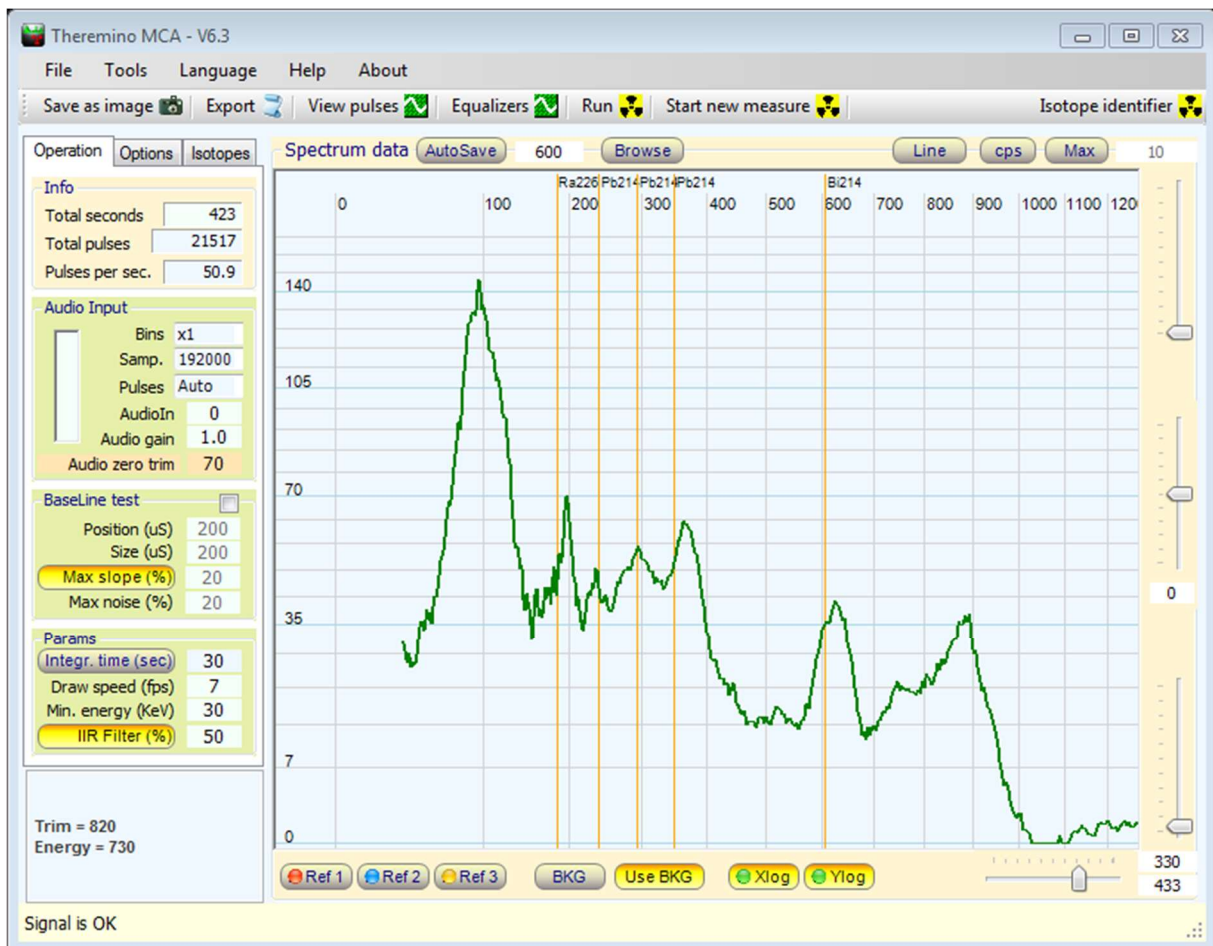 Theremino MCA - V6.3
File Tools Language Help About
Save as image Export View pulses Equalizers Run Start new measure Isotope identifier
Operation Options Isotopes
Spectrum data AutoSave 600 Browse Line cps Max 10
Info
Total seconds 423
Total pulses 21517
Pulses per sec. 50.9
Audio Input
Bins x1
Samp. 192000
Pulses Auto
AudioIn 0
Audio gain 1.0
Audio zero trim 70
BaseLine test
Position (uS) 200
Size (uS) 200
Max slope (%) 20
Max noise (%) 20
Params
Integr. time (sec) 30
Draw speed (fps) 7
Min. energy (KeV) 30
IIR Filter (%) 50
Trim = 820
Energy = 730
Ra226 Pb214 Pb214 Pb214 Bi214
0 100 200 300 400 500 600 700 800 900 1000 1100 120
140
105
70
35
7
0
0
Ref 1 Ref 2 Ref 3 BKG Use BKG Xlog Ylog
330
433
Signal is OK